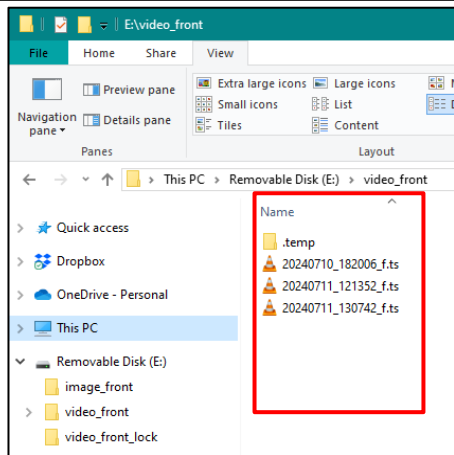 E:\video_front
File Home Share View
Navigation pane
Preview pane
Details pane
Panes
Extra large icons Large icons
Small icons List
Tiles Content
Layout
This PC > Removable Disk (E:) > video_front
Name
Quick access
Dropbox
OneDrive - Personal
This PC
Removable Disk (E:)
image_front
video_front
video_front_lock
.temp
20240710_182006_f.ts
20240711_121352_f.ts
20240711_130742_f.ts